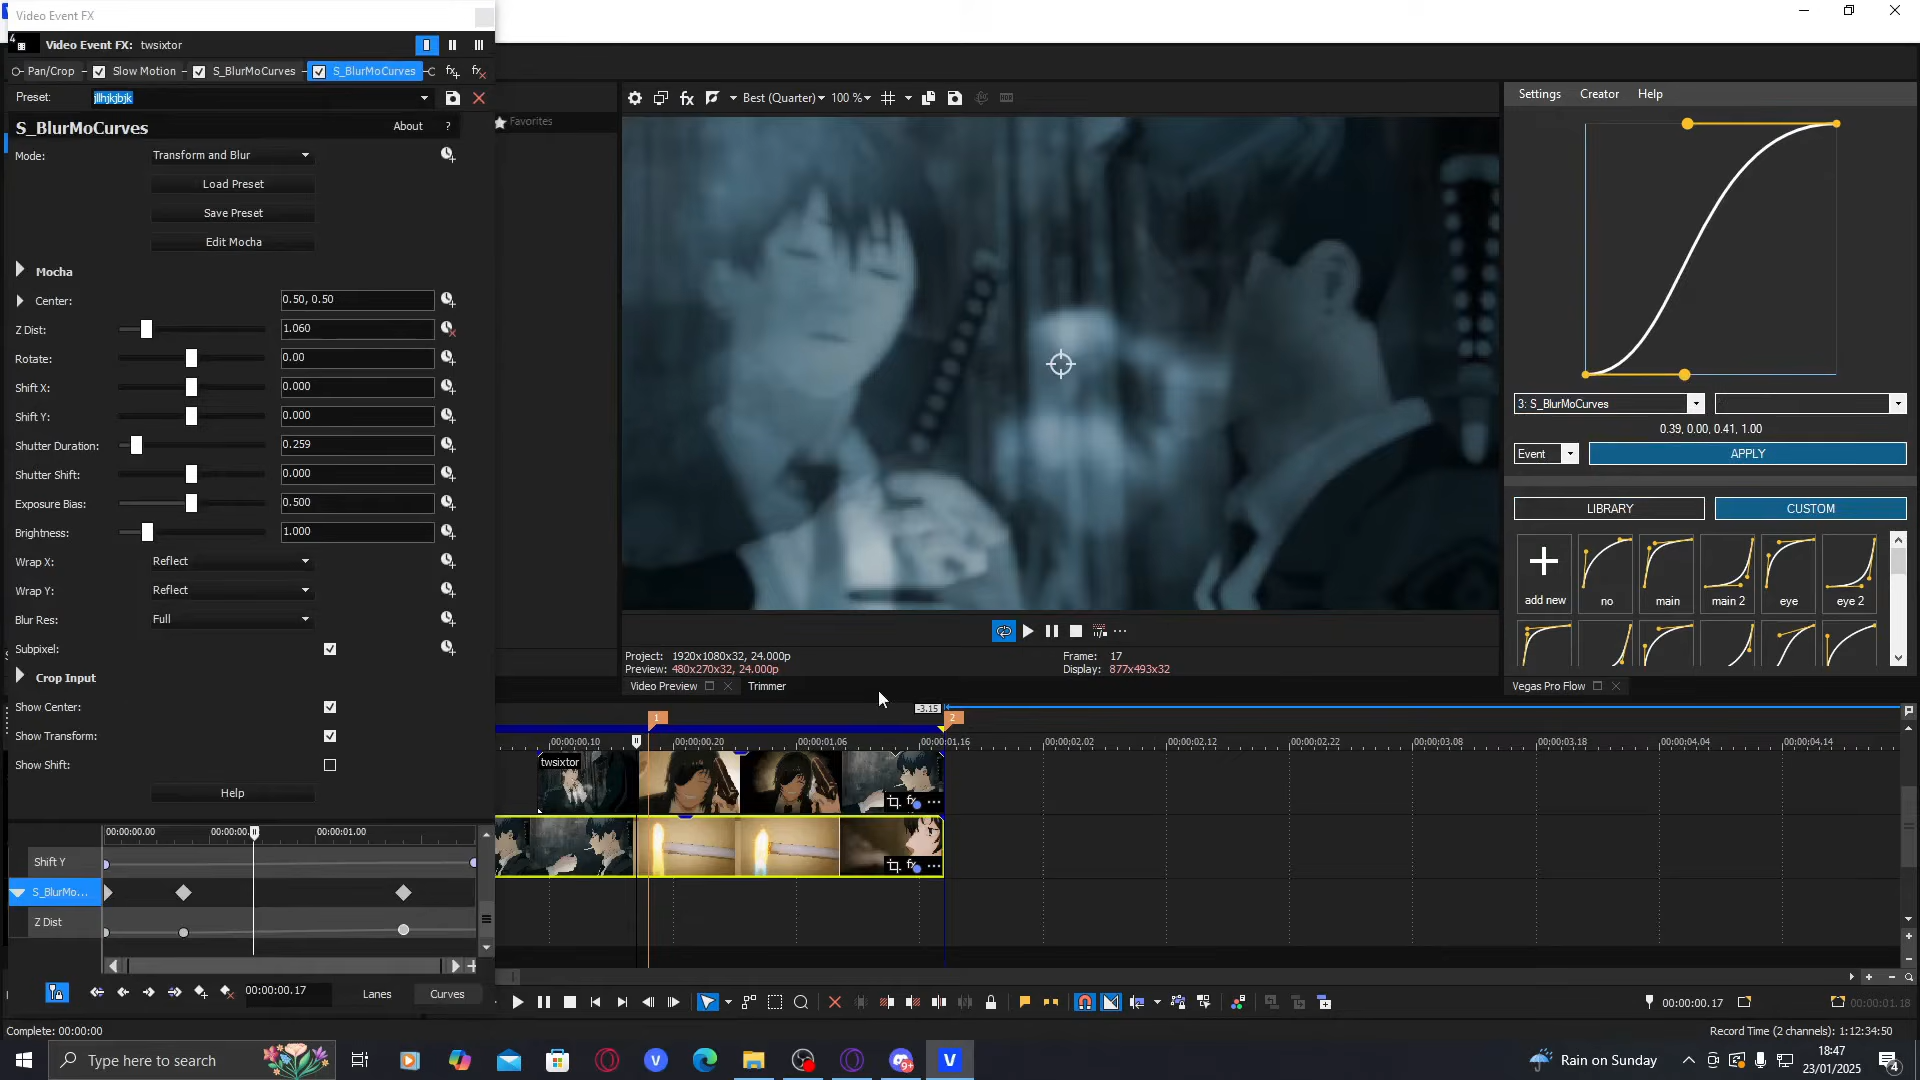 Video Event FX
Video Event FX: twsixtor
Pan/Crop Slow Motion S_BlurMoCurves S_BlurMoCurves
Preset: jllhjkjbjk
S_BlurMoCurves About ?
Mode: Transform and Blur
Load Preset
Save Preset
Edit Mocha
Mocha
Center: 0.50, 0.50
Z Dist: 1.060
Rotate: 0.00
Shift X: 0.000
Shift Y: 0.000
Shutter Duration: 0.259
Shutter Shift: 0.000
Exposure Bias: 0.500
Brightness: 1.000
Wrap X: Reflect
Wrap Y: Reflect
Blur Res: Full
Subpixel:
Crop Input
Show Center:
Show Transform:
Show Shift:
Help
00:00:00.00 00:00:00. 00:00:01.00
Shift Y
S_BlurMo...
Z Dist
00:00:00.17 Lanes Curves
Complete: 00:00:00
Favorites
Best (Quarter) 100 %
Project: 1920x1080x32, 24.000p
Preview: 480x270x32, 24.000p
Frame: 17
Display: 877x493x32
Video Preview Trimmer
Settings Creator Help
3: S_BlurMoCurves
0.39, 0.00, 0.41, 1.00
Event APPLY
LIBRARY CUSTOM
add new no main main 2 eye eye 2
Vegas Pro Flow
-3.15
1 2
00:00:00.10 00:00:00.20 00:00:01.06 00:00:01.16 00:00:02.02 00:00:02.12 00:00:02.22 00:00:03.08 00:00:03.18 00:00:04.04 00:00:04.14
twsixtor
00:00:00.17 00:00:01.18
Record Time (2 channels): 1:12:34:50
Type here to search
Rain on Sunday
18:47
23/01/2025